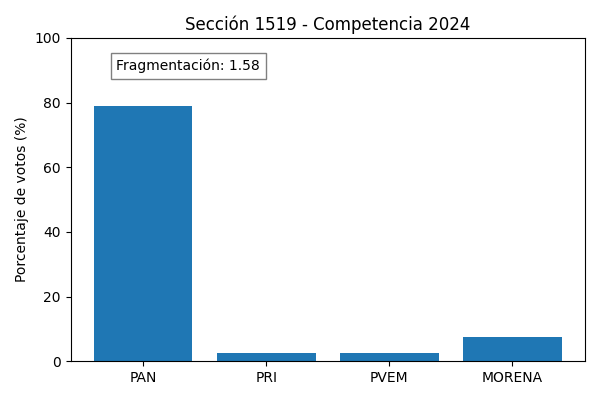 Sección 1519 - Competencia 2024
Fragmentación: 1.58
Porcentaje de votos (%)
100
80
60
40
20
0
PAN PRI PVEM MORENA